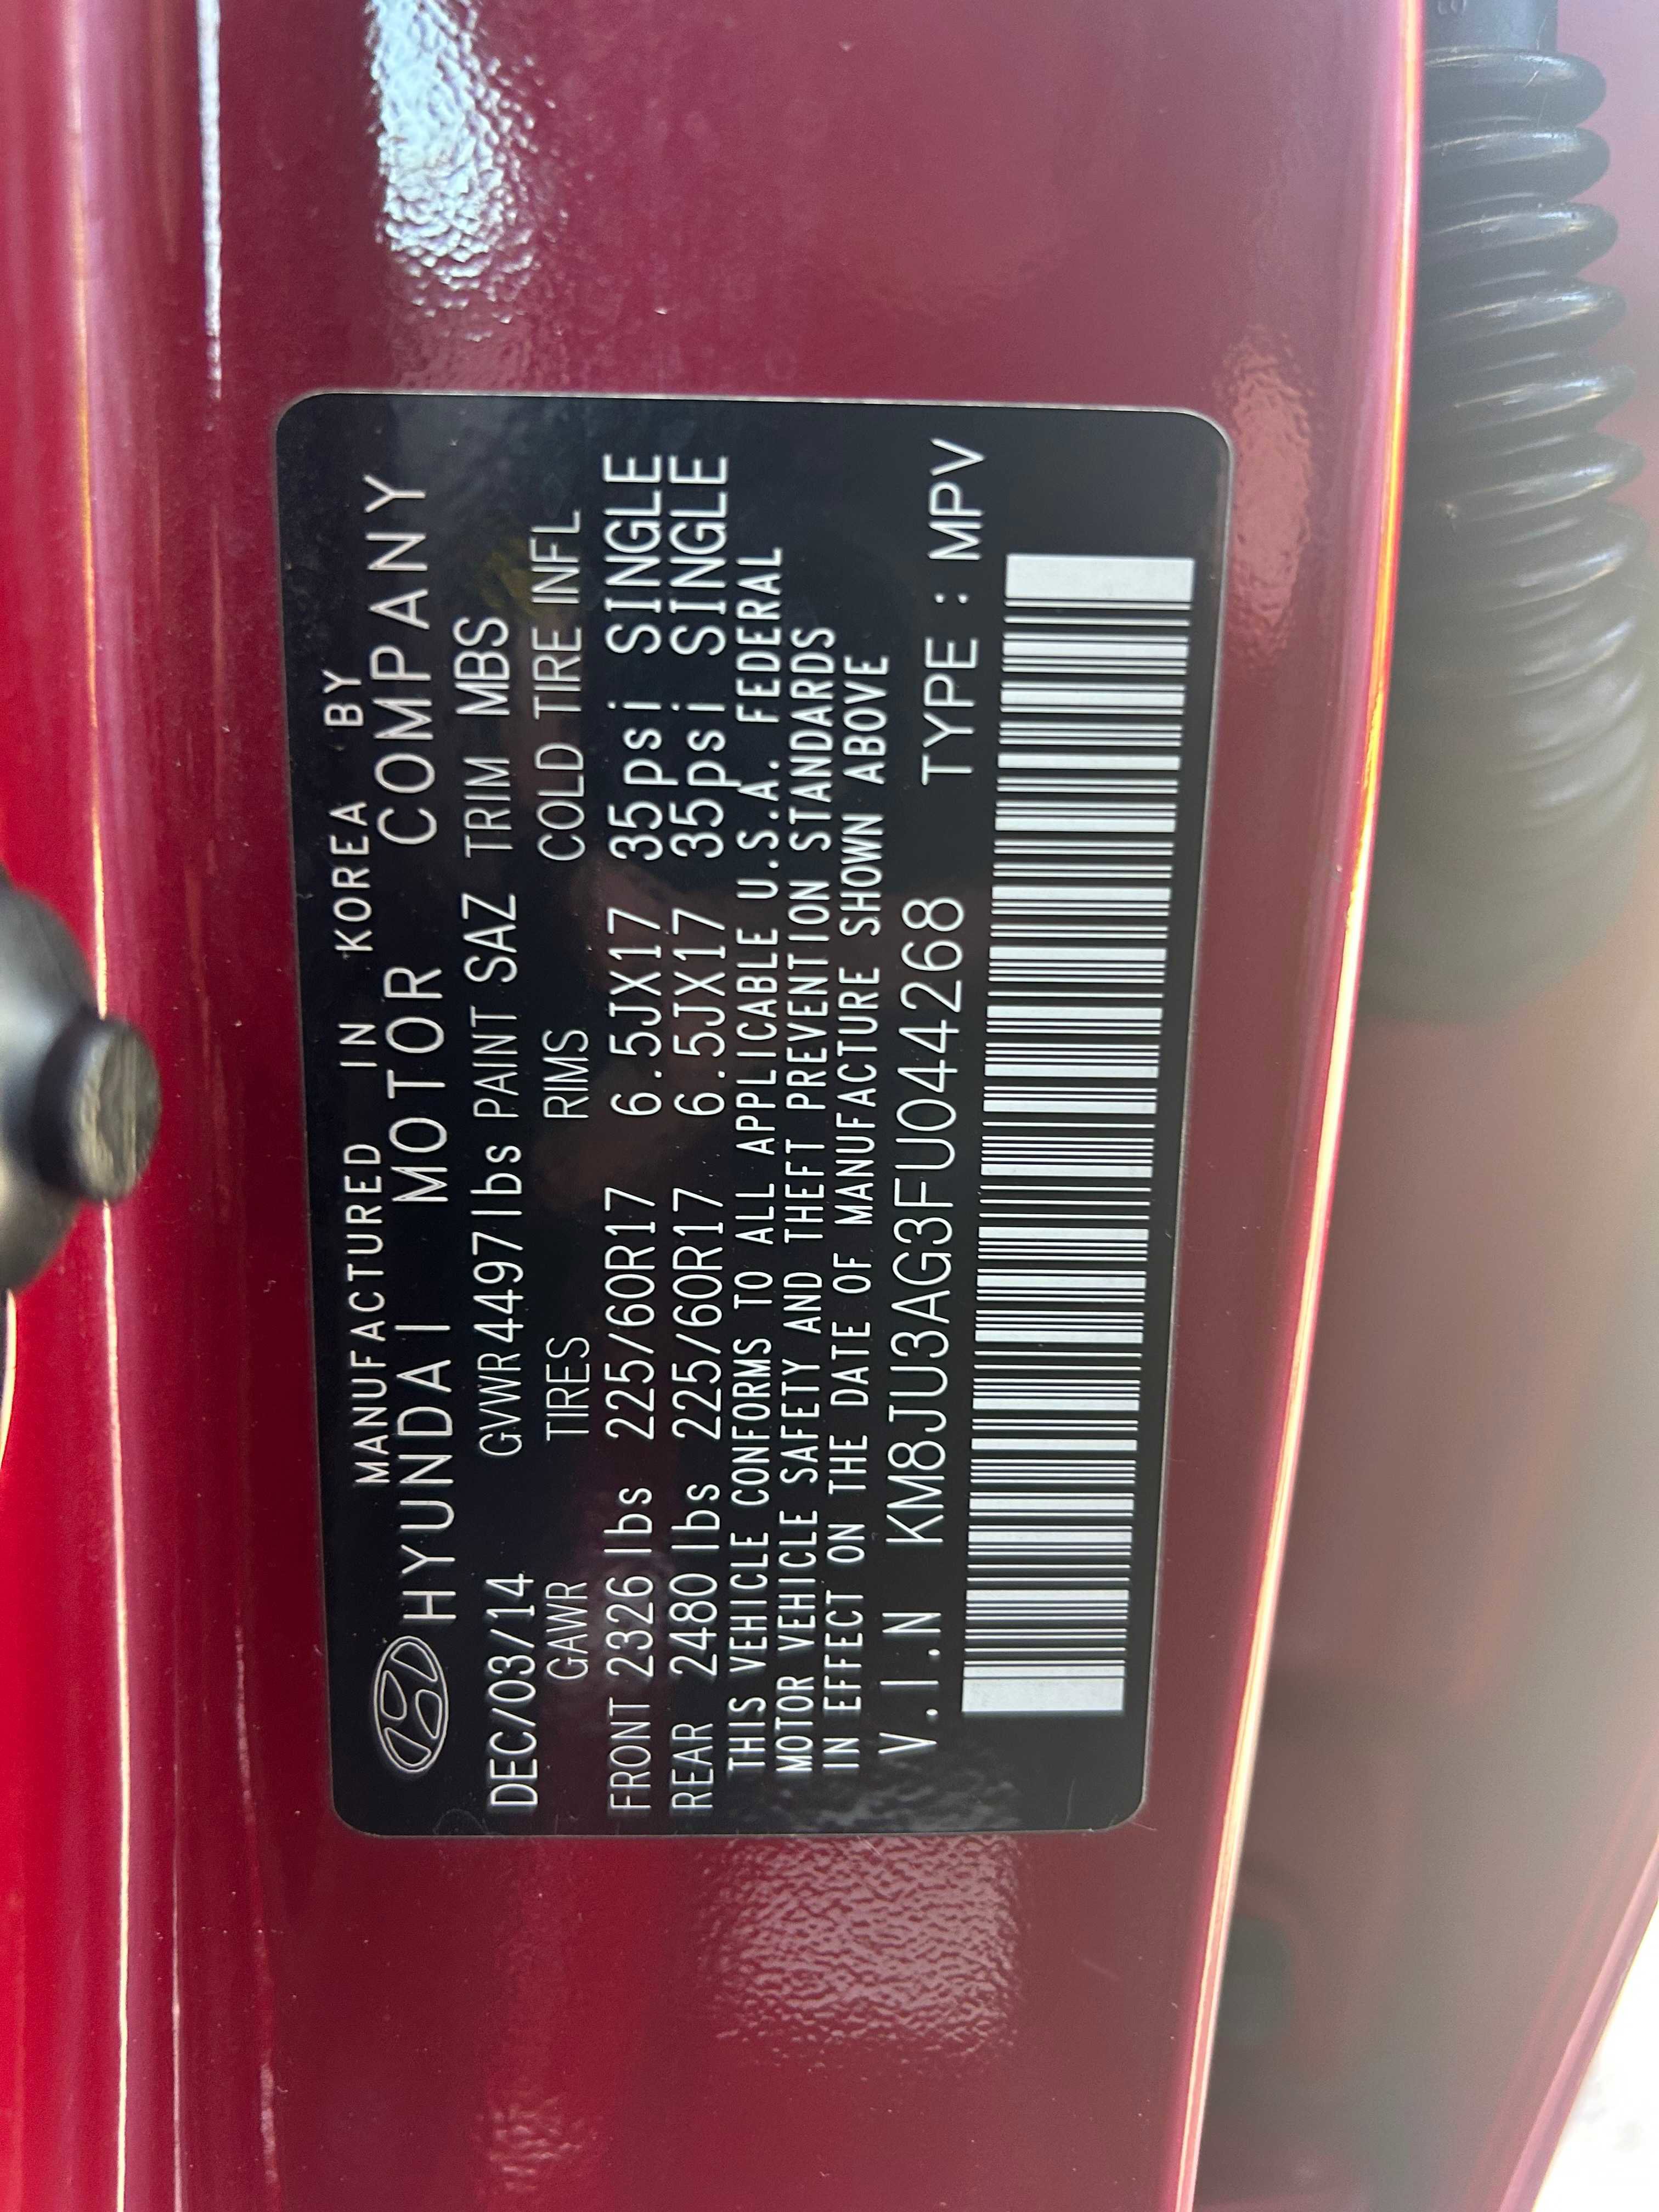 MANUFACTURED IN KOREA BY
HYUNDAI MOTOR COMPANY
DEC/03/14 GVWR 4497lbs PAINT SAZ TRIM MBS
GAWR TIRES RIMS COLD TIRE INFL
FRONT 2326lbs 225/60R17 6.5JX17 35psi SINGLE
REAR 2480lbs 225/60R17 6.5JX17 35psi SINGLE
THIS VEHICLE CONFORMS TO ALL APPLICABLE U.S.A. FEDERAL
MOTOR VEHICLE SAFETY AND THEFT PREVENTION STANDARDS
IN EFFECT ON THE DATE OF MANUFACTURE SHOWN ABOVE
V.I.N KM8JU3AG3FU044268 TYPE : MPV